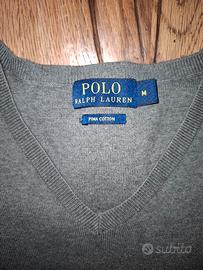 POLO
RALPH LAUREN
M
PIMA COTTON
subito